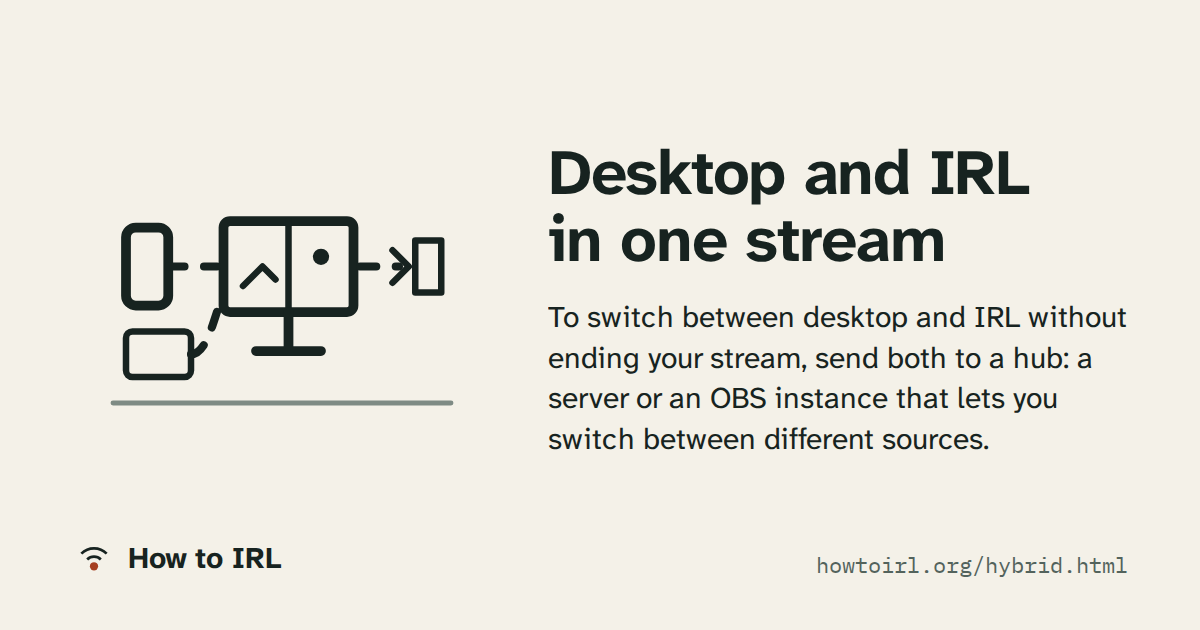 Desktop and IRL
in one stream
To switch between desktop and IRL without
ending your stream, send both to a hub: a
server or an OBS instance that lets you
switch between different sources.
How to IRL
howtoirl.org/hybrid.html